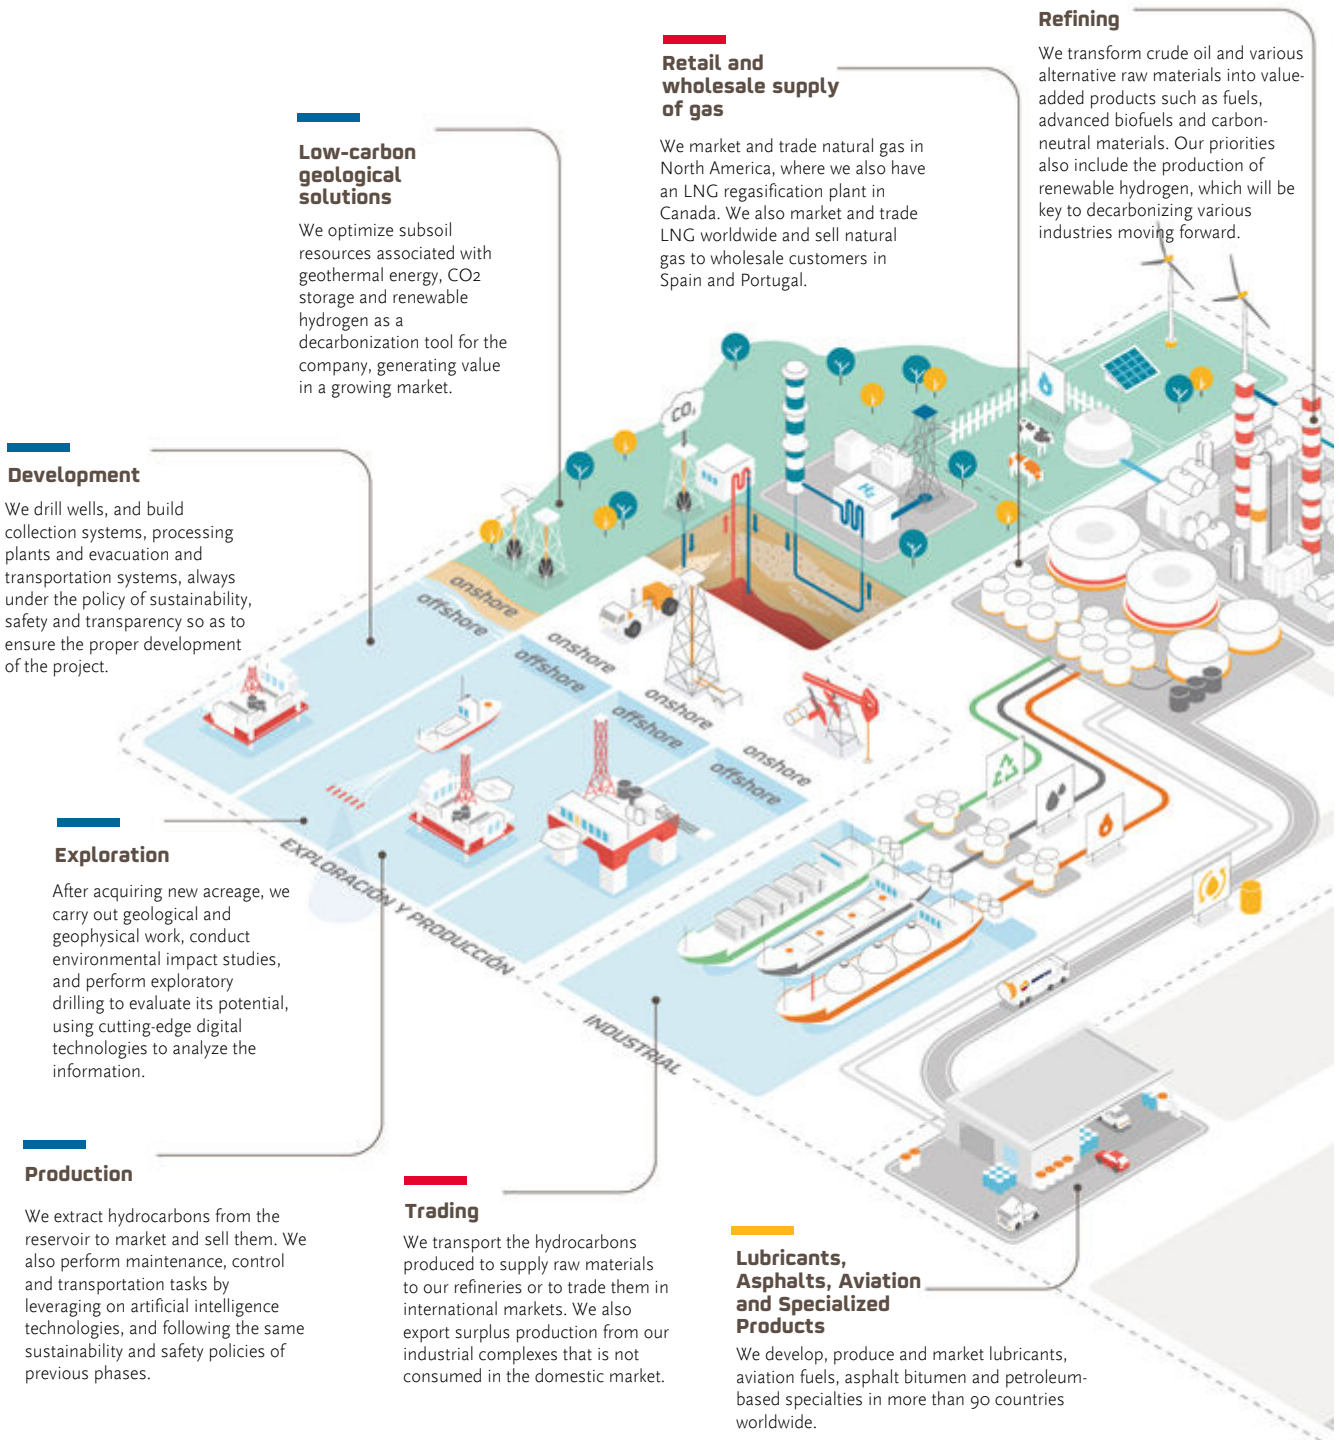 Refining
We transform crude oil and various
alternative raw materials into value-
added products such as fuels,
advanced biofuels and carbon-
neutral materials. Our priorities
also include the production of
renewable hydrogen, which will be
key to decarbonizing various
industries moving forward.
Retail and
wholesale supply
of gas
We market and trade natural gas in
North America, where we also have
an LNG regasification plant in
Canada. We also market and trade
LNG worldwide and sell natural
gas to wholesale customers in
Spain and Portugal.
Low-carbon
geological
solutions
We optimize subsoil
resources associated with
geothermal energy, CO2
storage and renewable
hydrogen as a
decarbonization tool for the
company, generating value
in a growing market.
Development
We drill wells, and build
collection systems, processing
plants and evacuation and
transportation systems, always
under the policy of sustainability,
safety and transparency so as to
ensure the proper development
of the project.
CO₂
H₂
onshore
offshore
onshore
offshore
onshore
offshore
onshore
offshore
EXPLORACIÓN Y PRODUCCIÓN
INDUSTRIAL
Exploration
After acquiring new acreage, we
carry out geological and
geophysical work, conduct
environmental impact studies,
and perform exploratory
drilling to evaluate its potential,
using cutting-edge digital
technologies to analyze the
information.
Production
We extract hydrocarbons from the
reservoir to market and sell them. We
also perform maintenance, control
and transportation tasks by
leveraging on artificial intelligence
technologies, and following the same
sustainability and safety policies of
previous phases.
Trading
We transport the hydrocarbons
produced to supply raw materials
to our refineries or to trade them in
international markets. We also
export surplus production from our
industrial complexes that is not
consumed in the domestic market.
Lubricants,
Asphalts, Aviation
and Specialized
Products
We develop, produce and market lubricants,
aviation fuels, asphalt bitumen and petroleum-
based specialties in more than 90 countries
worldwide.